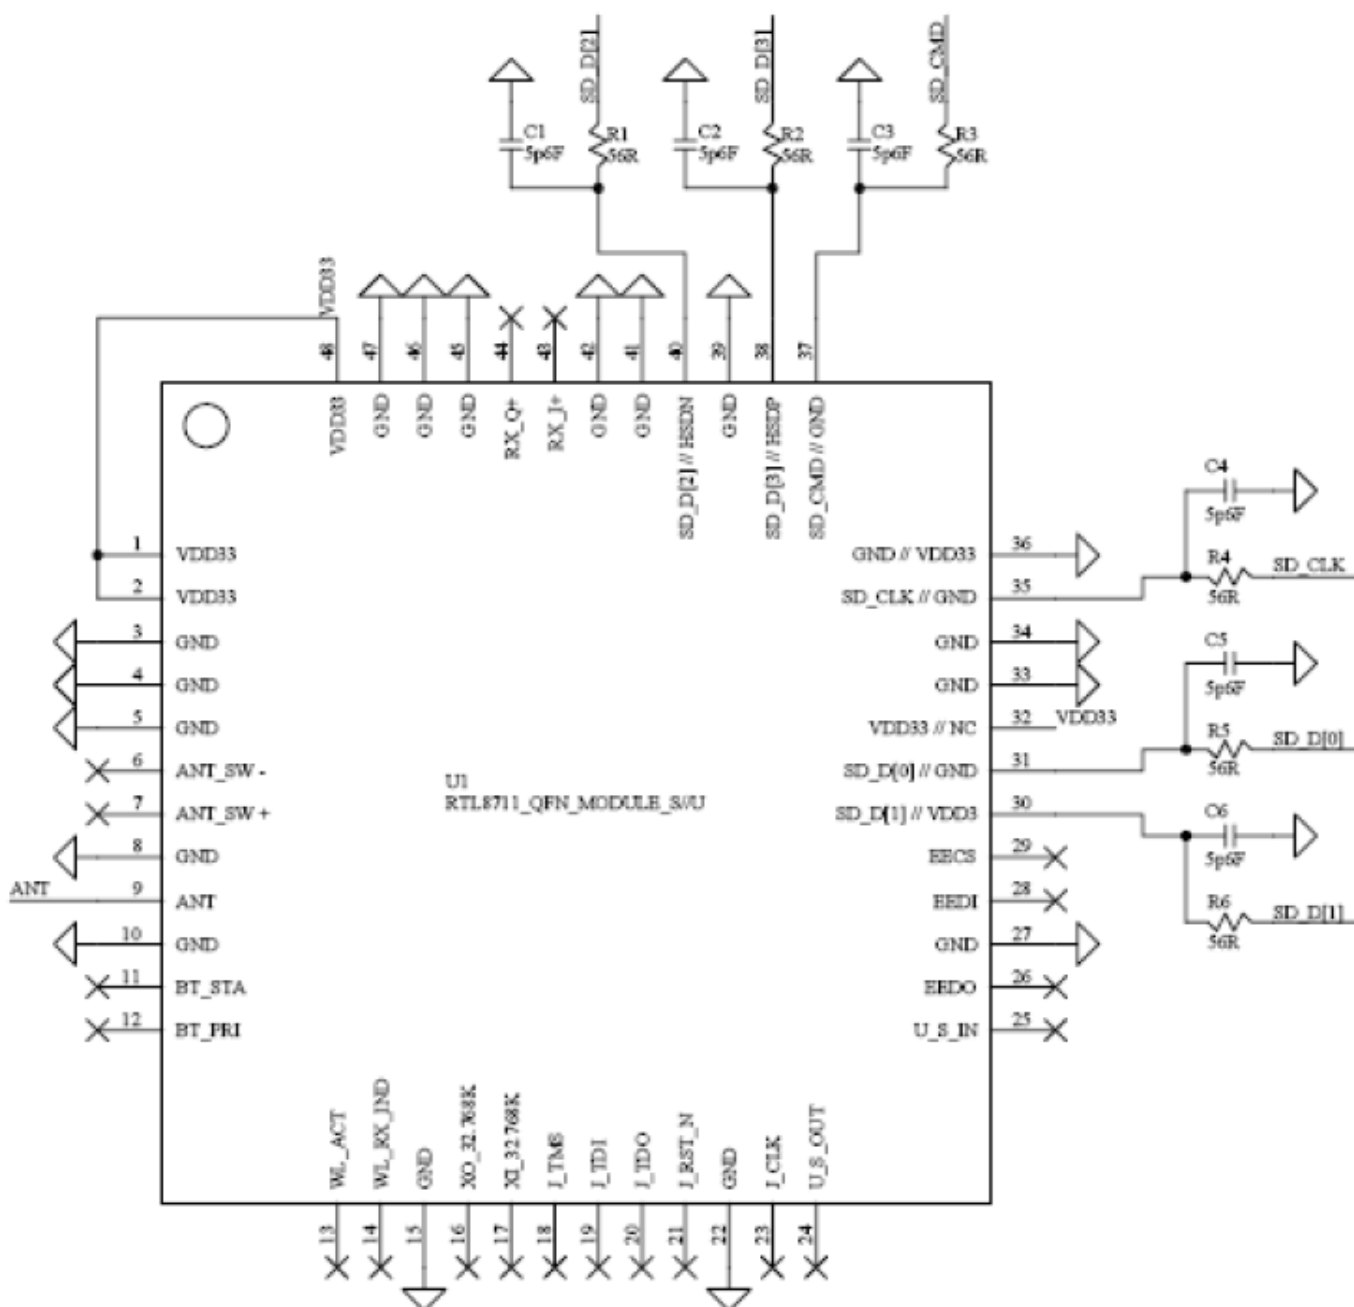 SD_D[2]
SD_D[3]
SD_CMD
C1
5p6F
R1
56R
C2
5p6F
R2
56R
C3
5p6F
R3
56R
VDD33
48
47
46
45
44
43
42
41
40
39
38
37
VDD33
GND
GND
GND
RX_Q+
RX_I+
GND
GND
SD_D[2] // HSDN
GND
SD_D[3] // HSDP
SD_CMD // GND
1 VDD33
2 VDD33
3 GND
4 GND
5 GND
6 ANT_SW -
7 ANT_SW +
8 GND
ANT 9 ANT
10 GND
11 BT_STA
12 BT_PRI
U1
RTL8711_QFN_MODULE_S//U
GND // VDD33 36
SD_CLK // GND 35
GND 34
GND 33
VDD33 // NC 32 VDD33
SD_D[0] // GND 31
SD_D[1] // VDD3 30
EECS 29
EEDI 28
GND 27
EEDO 26
U_S_IN 25
C4
5p6F
R4
56R
SD_CLK
C5
5p6F
R5
56R
SD_D[0]
C6
5p6F
R6
56R
SD_D[1]
WL_ACT
WL_RX_IND
GND
XO_32.768K
XI_32.768K
J_TMS
J_TDI
J_TDO
J_RST_N
GND
J_CLK
U_S_OUT
13
14
15
16
17
18
19
20
21
22
23
24